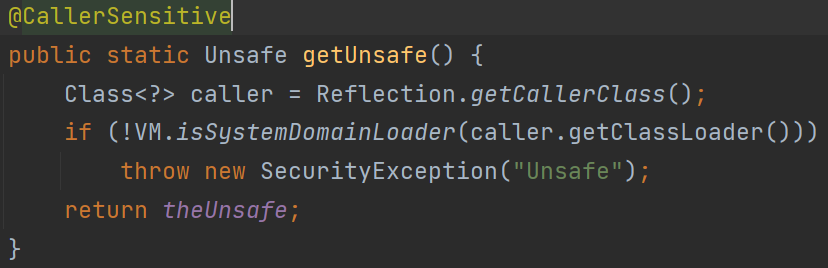 @CallerSensitive
public static Unsafe getUnsafe() {
    Class<?> caller = Reflection.getCallerClass();
    if (!VM.isSystemDomainLoader(caller.getClassLoader()))
        throw new SecurityException("Unsafe");
    return theUnsafe;
}